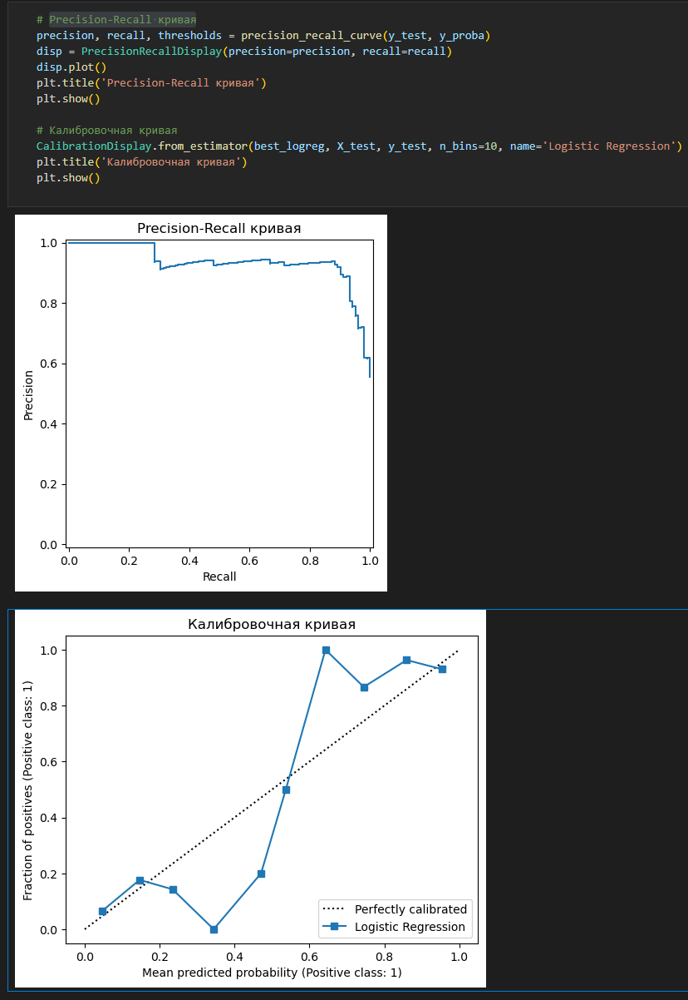 # Precision-Recall кривая
precision, recall, thresholds = precision_recall_curve(y_test, y_proba)
disp = PrecisionRecallDisplay(precision=precision, recall=recall)
disp.plot()
plt.title('Precision-Recall кривая')
plt.show()
# Калибровочная кривая
CalibrationDisplay.from_estimator(best_logreg, X_test, y_test, n_bins=10, name='Logistic Regression')
plt.title('Калибровочная кривая')
plt.show()
Precision-Recall кривая
1.0
0.8
0.6
0.4
0.2
0.0
Precision
0.0 0.2 0.4 0.6 0.8 1.0
Recall
Калибровочная кривая
1.0
0.8
0.6
0.4
0.2
0.0
Fraction of positives (Positive class: 1)
Perfectly calibrated
Logistic Regression
0.0 0.2 0.4 0.6 0.8 1.0
Mean predicted probability (Positive class: 1)